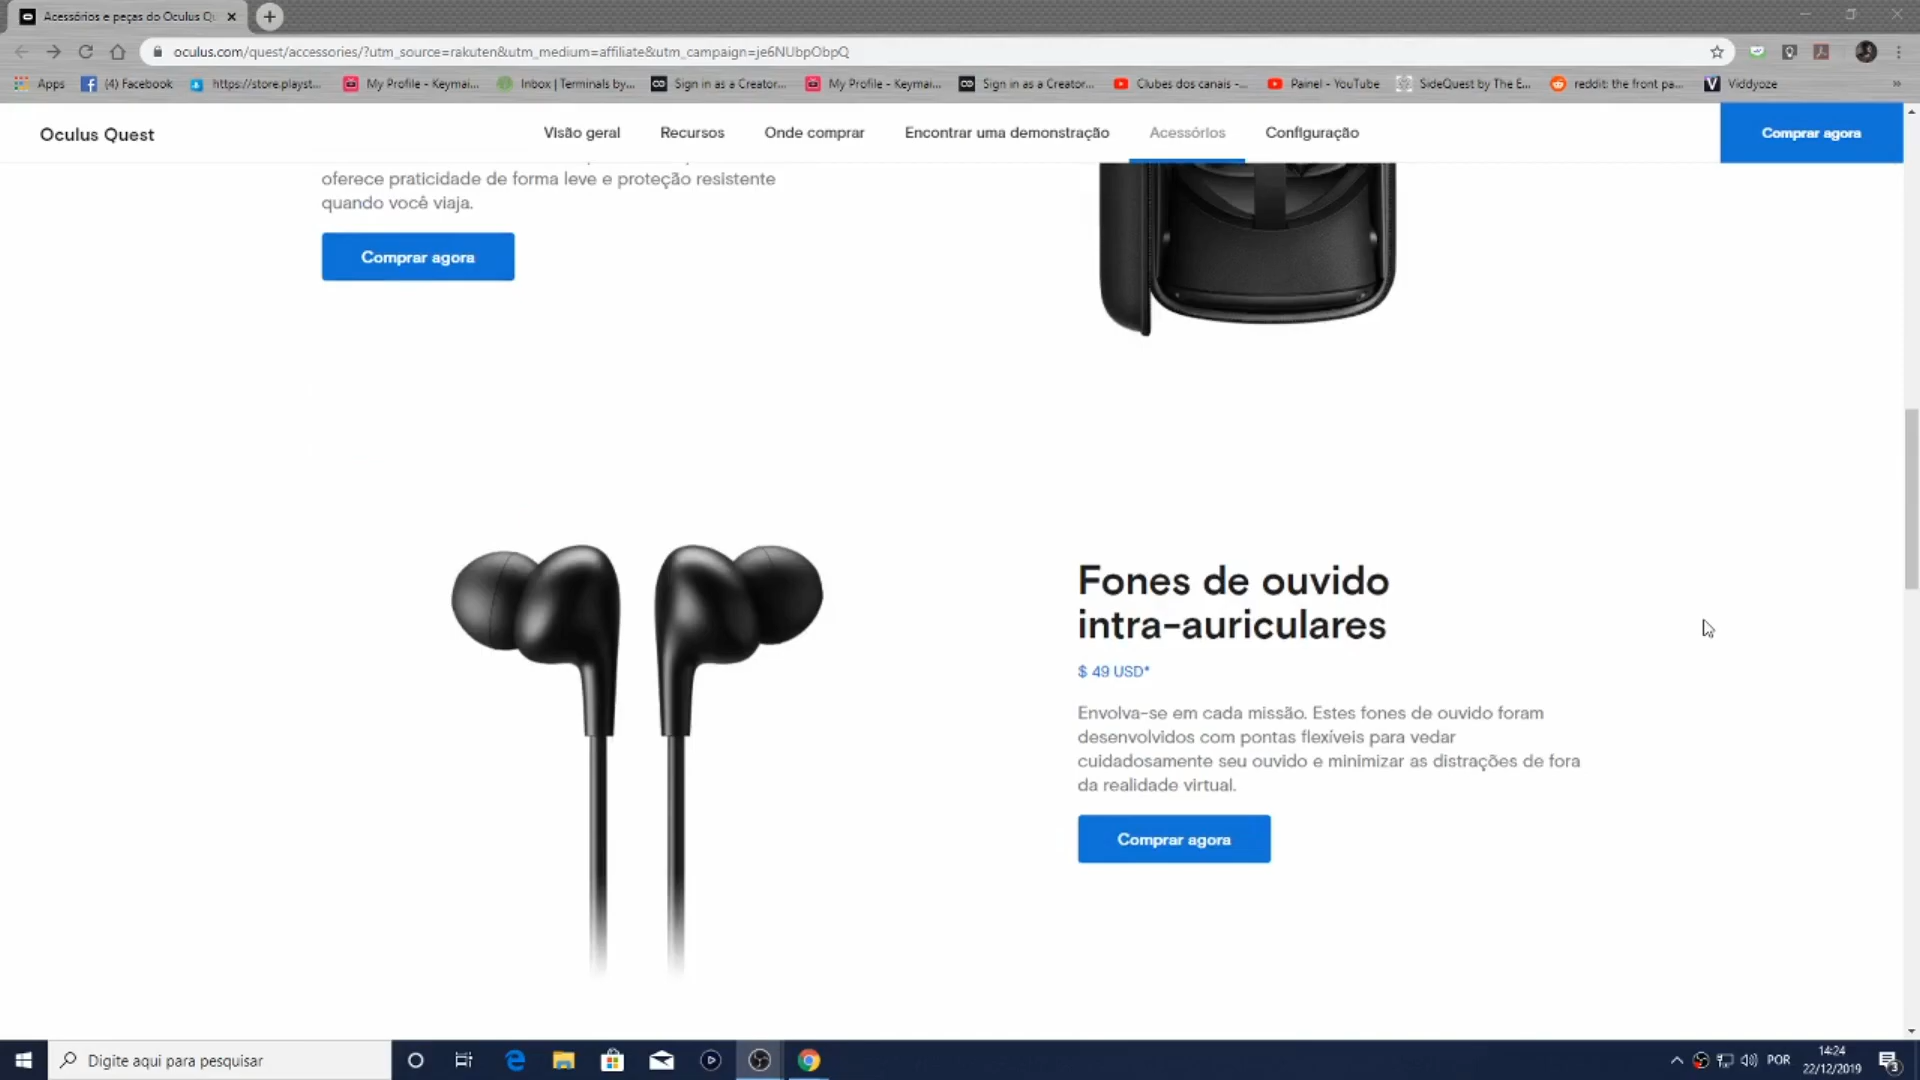 Acessórios e peças do Oculus Q
oculus.com/quest/accessories/?utm_source=rakuten&utm_medium=affiliate&utm_campaign=je6NUbpObpQ
Apps (4) Facebook https://store.playst... My Profile - Keymai... Inbox | Terminals by... Sign in as a Creator... My Profile - Keymai... Sign in as a Creator... Clubes dos canais -... Painel - YouTube SideQuest by The E... reddit: the front pa... Viddyoze
Oculus Quest Visão geral Recursos Onde comprar Encontrar uma demonstração Acessórios Configuração Comprar agora
oferece praticidade de forma leve e proteção resistente
quando você viaja.
Comprar agora
Fones de ouvido
intra-auriculares
$ 49 USD*
Envolva-se em cada missão. Estes fones de ouvido foram
desenvolvidos com pontas flexíveis para vedar
cuidadosamente seu ouvido e minimizar as distrações de fora
da realidade virtual.
Comprar agora
Digite aqui para pesquisar
POR
14:24
22/12/2019
3